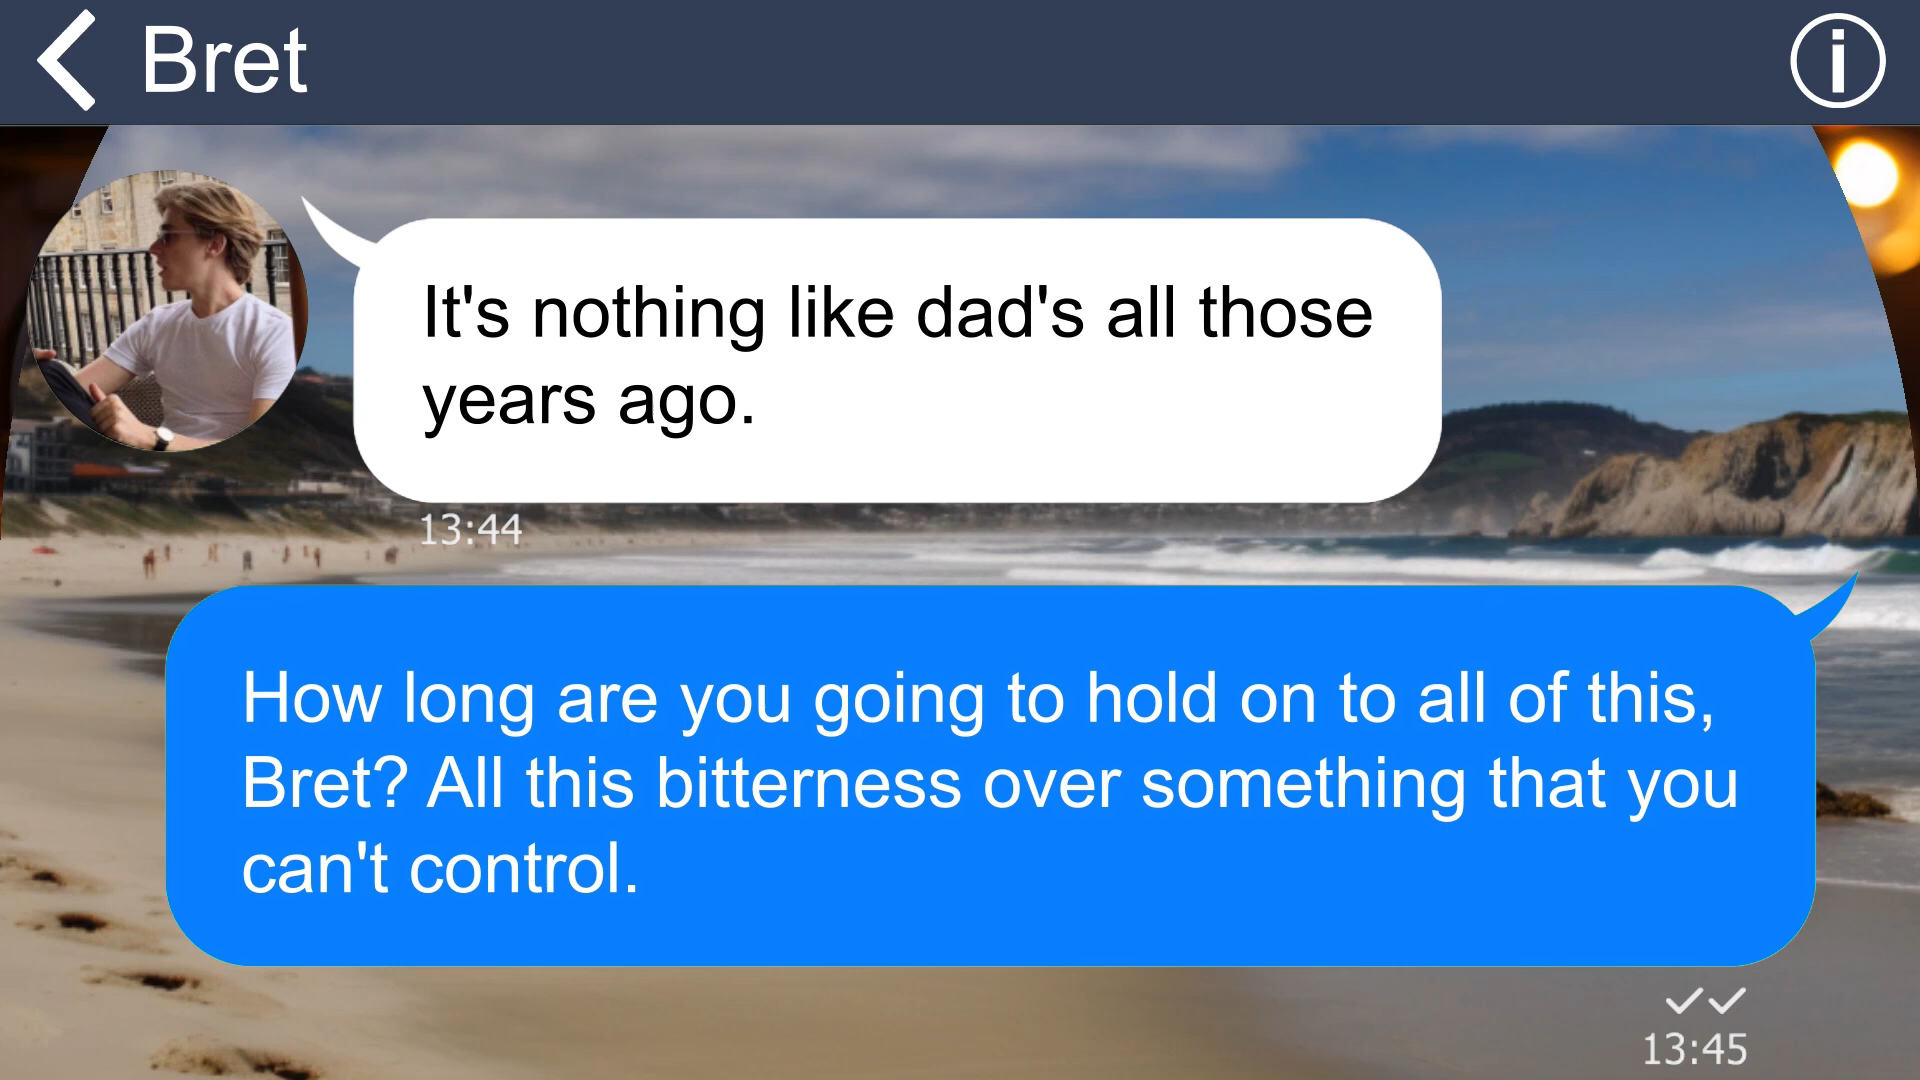 Bret
It's nothing like dad's all those
years ago.
13:44
How long are you going to hold on to all of this,
Bret? All this bitterness over something that you
can't control.
13:45